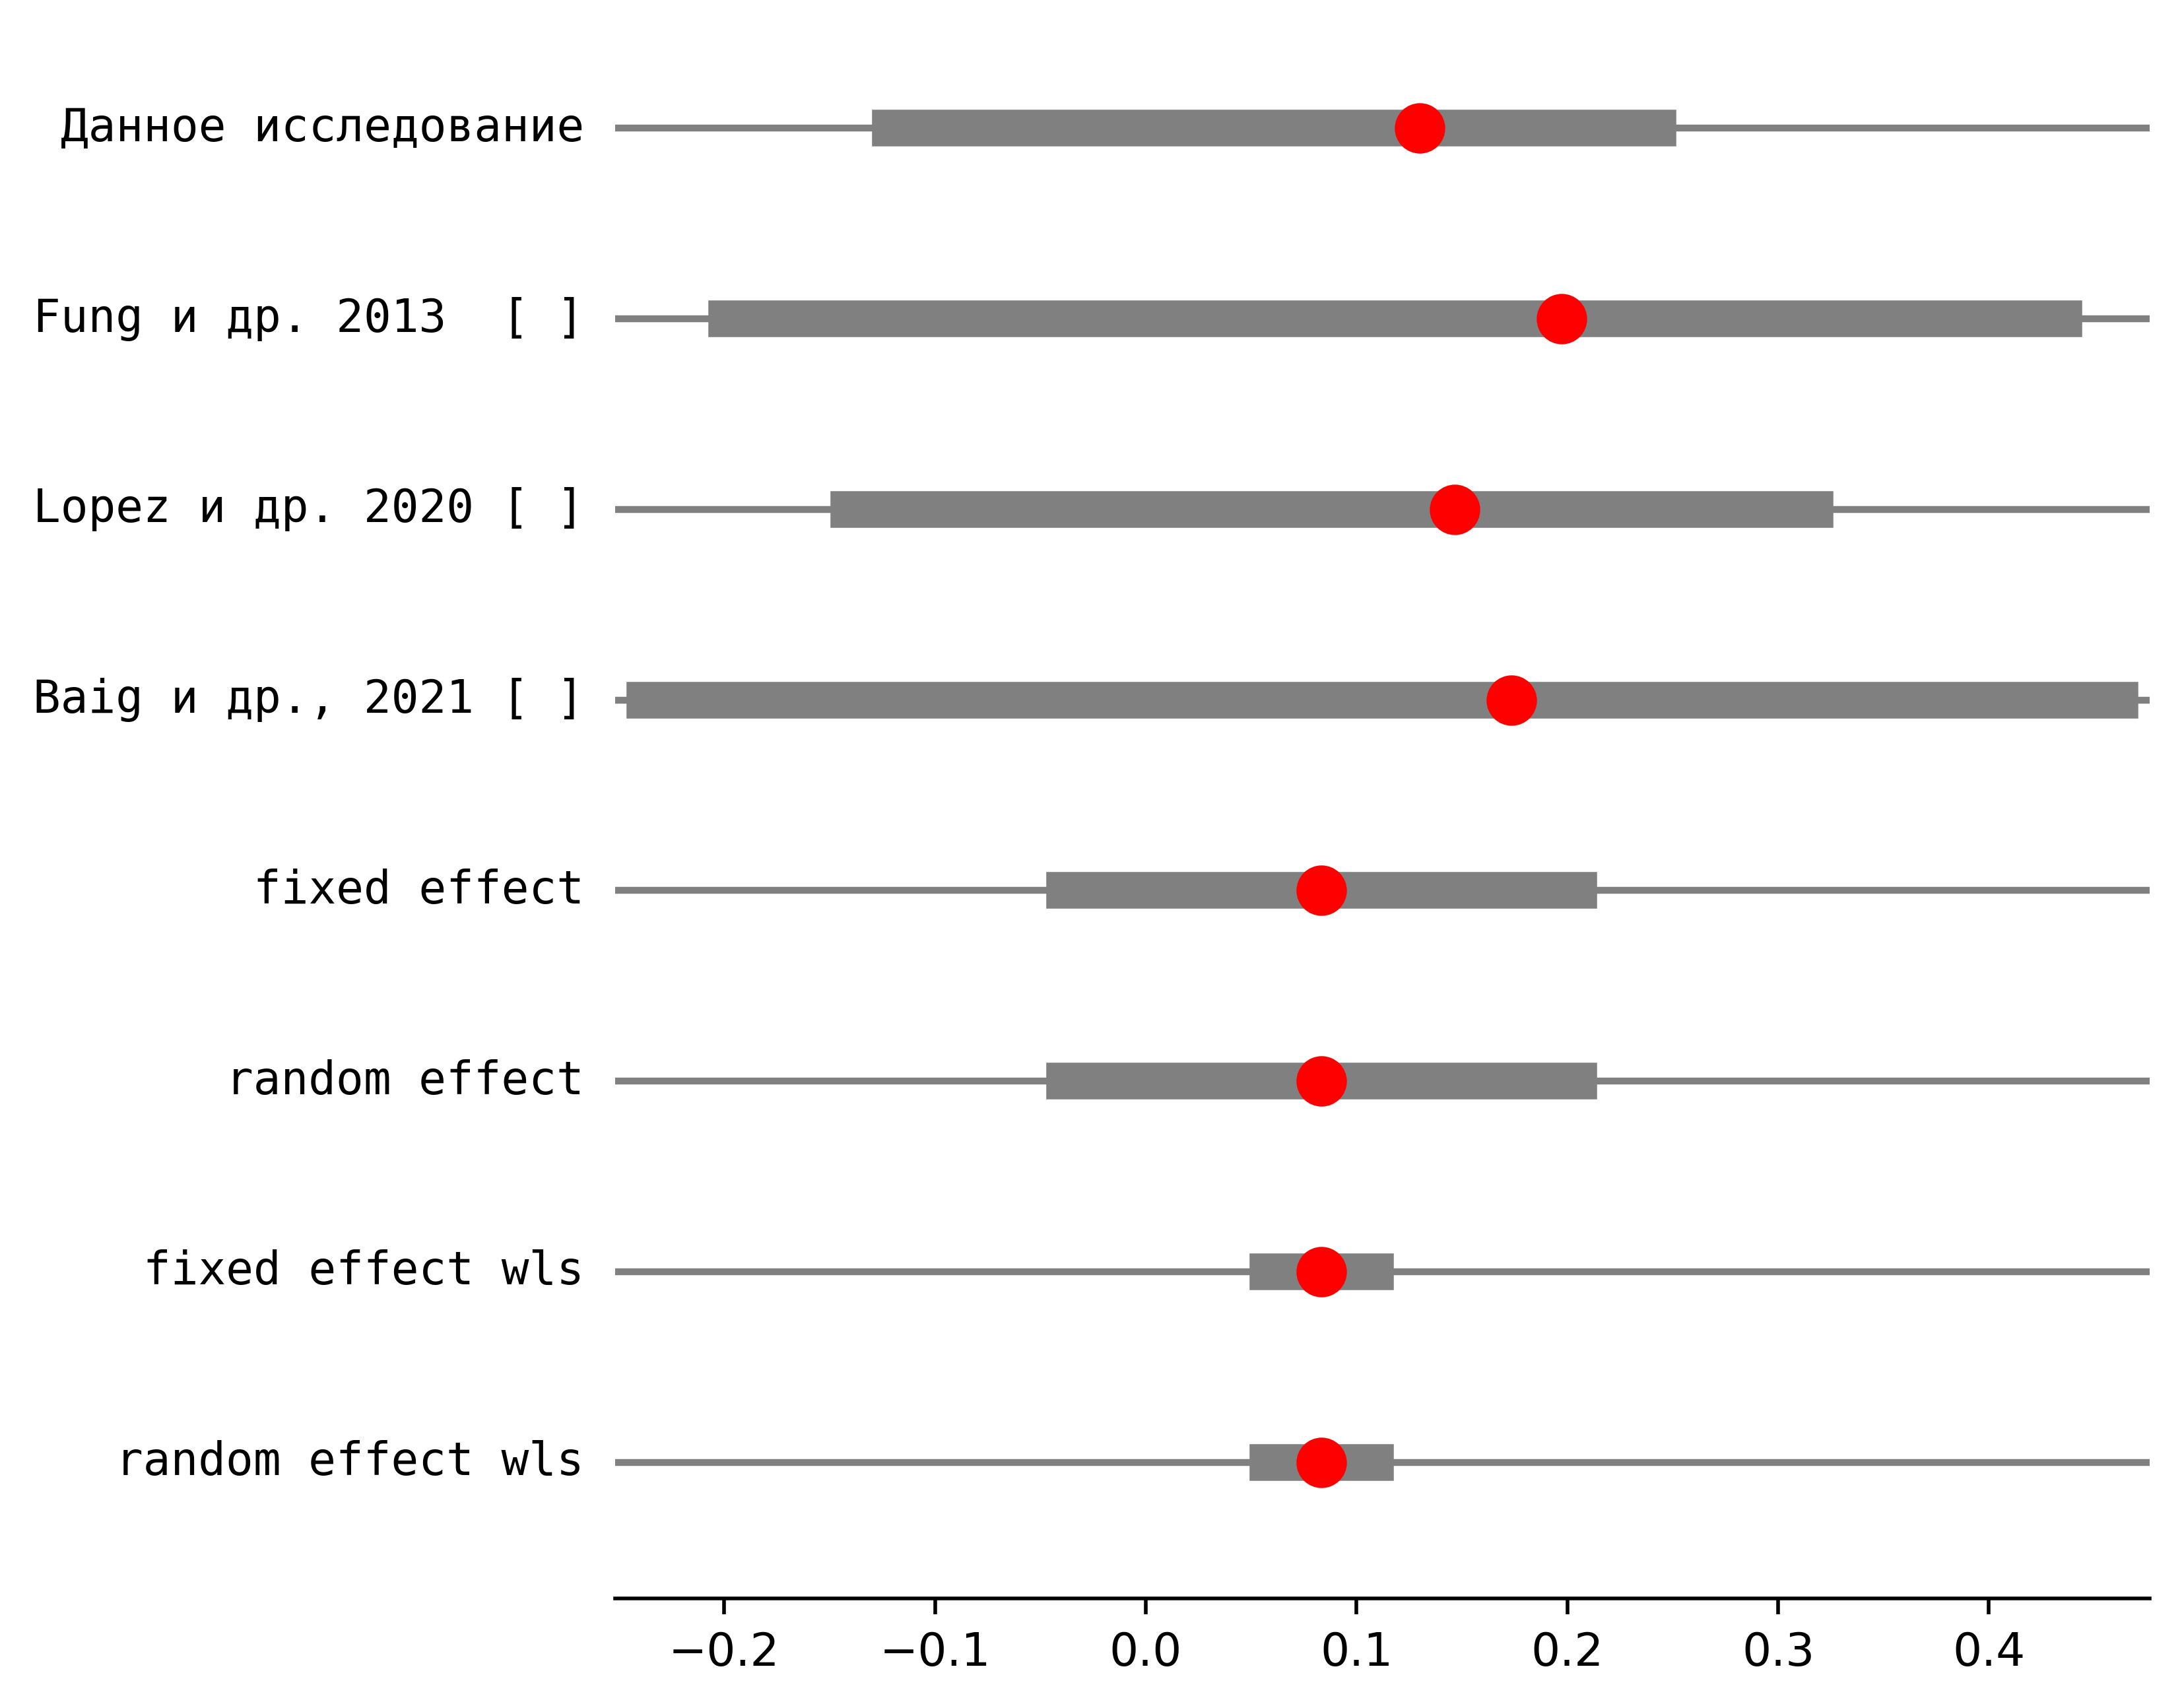 Данное исследование
Fung и др. 2013  [ ]
Lopez и др. 2020 [ ]
Baig и др., 2021 [ ]
fixed effect
random effect
fixed effect wls
random effect wls
−0.2 −0.1 0.0 0.1 0.2 0.3 0.4